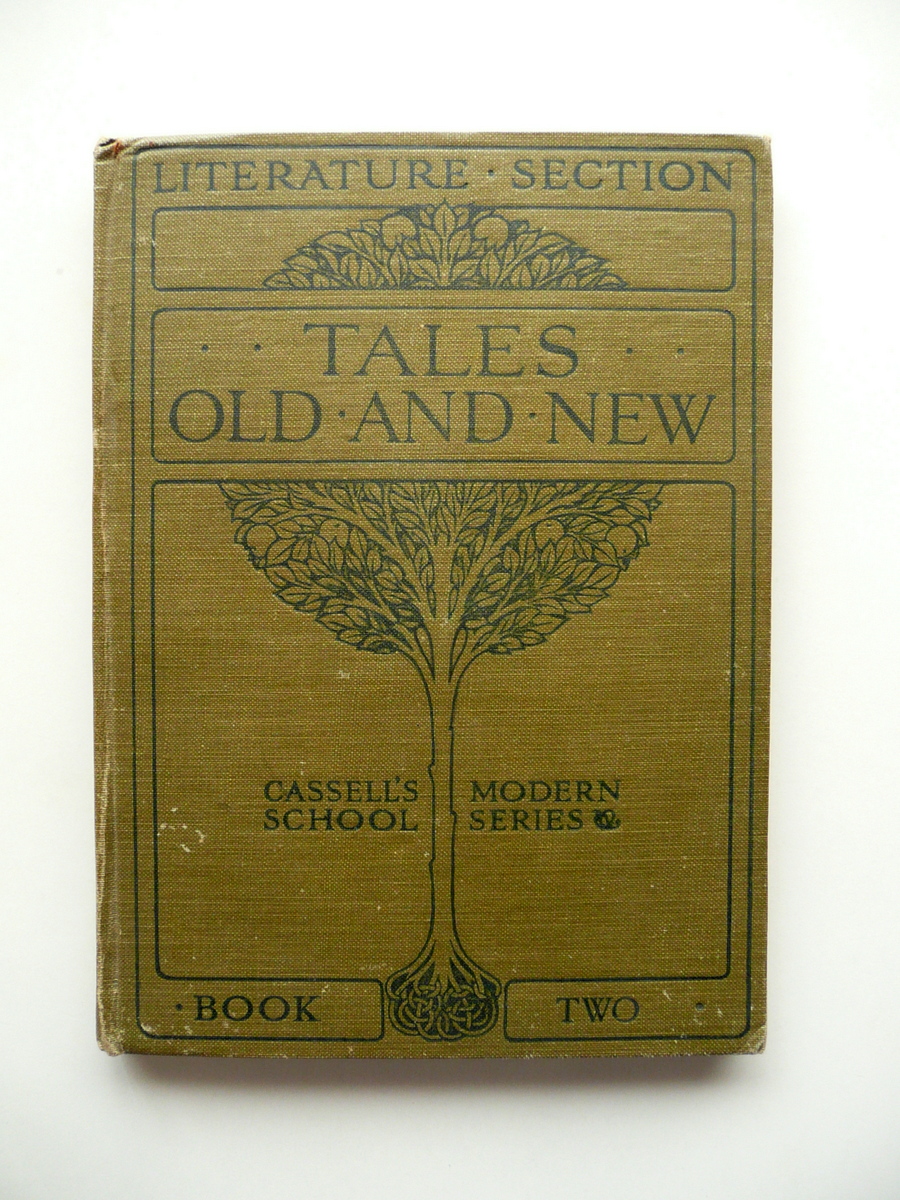 LITERATURE · SECTION
· · TALES · ·
OLD · AND · NEW
CASSELL'S MODERN
SCHOOL SERIES
· BOOK TWO ·